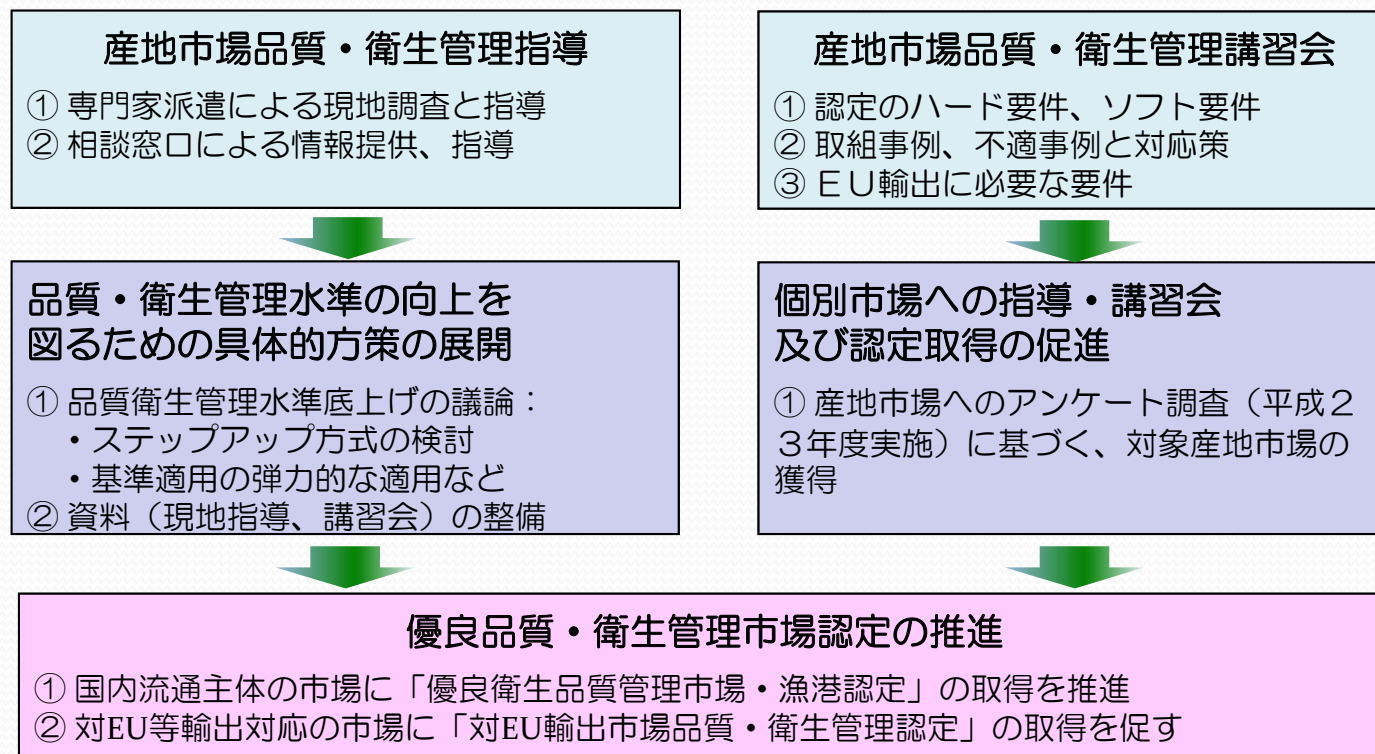 産地市場品質・衛生管理指導
① 専門家派遣による現地調査と指導
② 相談窓口による情報提供、指導
産地市場品質・衛生管理講習会
① 認定のハード要件、ソフト要件
② 取組事例、不適事例と対応策
③ ＥＵ輸出に必要な要件
品質・衛生管理水準の向上を
図るための具体的方策の展開
① 品質衛生管理水準底上げの議論：
・ステップアップ方式の検討
・基準適用の弾力的な適用など
② 資料（現地指導、講習会）の整備
個別市場への指導・講習会
及び認定取得の促進
① 産地市場へのアンケート調査（平成２
３年度実施）に基づく、対象産地市場の
獲得
優良品質・衛生管理市場認定の推進
① 国内流通主体の市場に「優良衛生品質管理市場・漁港認定」の取得を推進
② 対EU等輸出対応の市場に「対EU輸出市場品質・衛生管理認定」の取得を促す